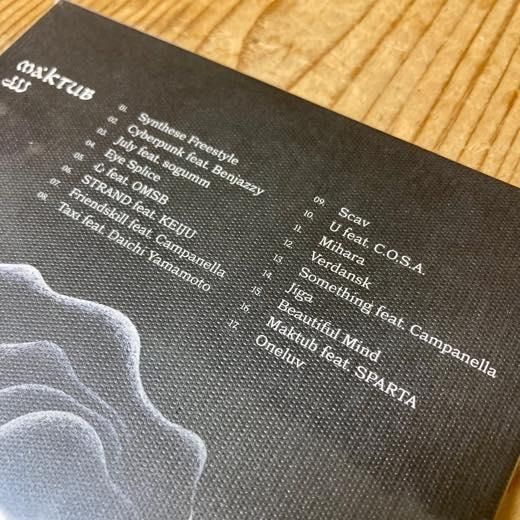 MaKTUB
JJJ
01. Synthese Freestyle
02. Cyberpunk feat. Benjazzy
03. July feat. sogumm
04. Eye Splice
05. 心 feat. OMSB
06. STRAND feat. KEIJU
07. Friendskill feat. Campanella
08. Taxi feat. Daichi Yamamoto
09. Scav
10. U feat. C.O.S.A.
11. Mihara
12. Verdansk
13. Something feat. Campanella
14. Jiga
15. Beautiful Mind
16. Maktub feat. SPARTA
17. Oneluv